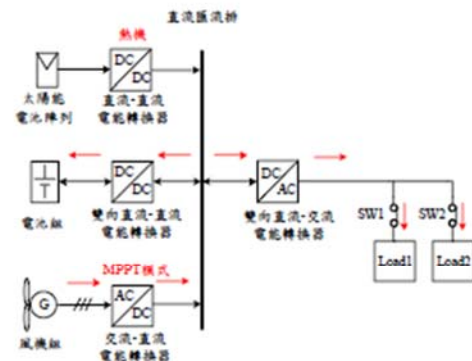 直流匯流排
熱機
DC
DC
太陽能
電池陣列
直流-直流
電能轉換器
DC
DC
電池組
雙向直流-直流
電能轉換器
DC
AC
雙向直流-交流
電能轉換器
SW1
SW2
Load1
Load2
MPPT模式
G
AC
DC
風機組
交流-直流
電能轉換器